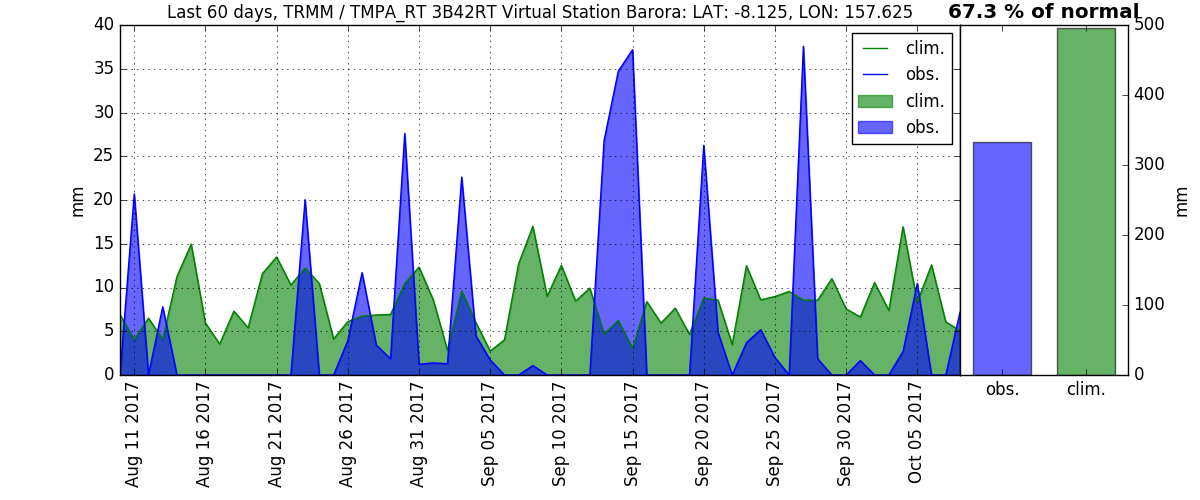 Last 60 days, TRMM / TMPA_RT 3B42RT Virtual Station Barora: LAT: -8.125, LON: 157.625
67.3 % of normal
40
35
30
25
20
15
10
5
0
mm
clim.
obs.
clim.
obs.
Aug 11 2017
Aug 16 2017
Aug 21 2017
Aug 26 2017
Aug 31 2017
Sep 05 2017
Sep 10 2017
Sep 15 2017
Sep 20 2017
Sep 25 2017
Sep 30 2017
Oct 05 2017
500
400
300
200
100
0
mm
obs.
clim.